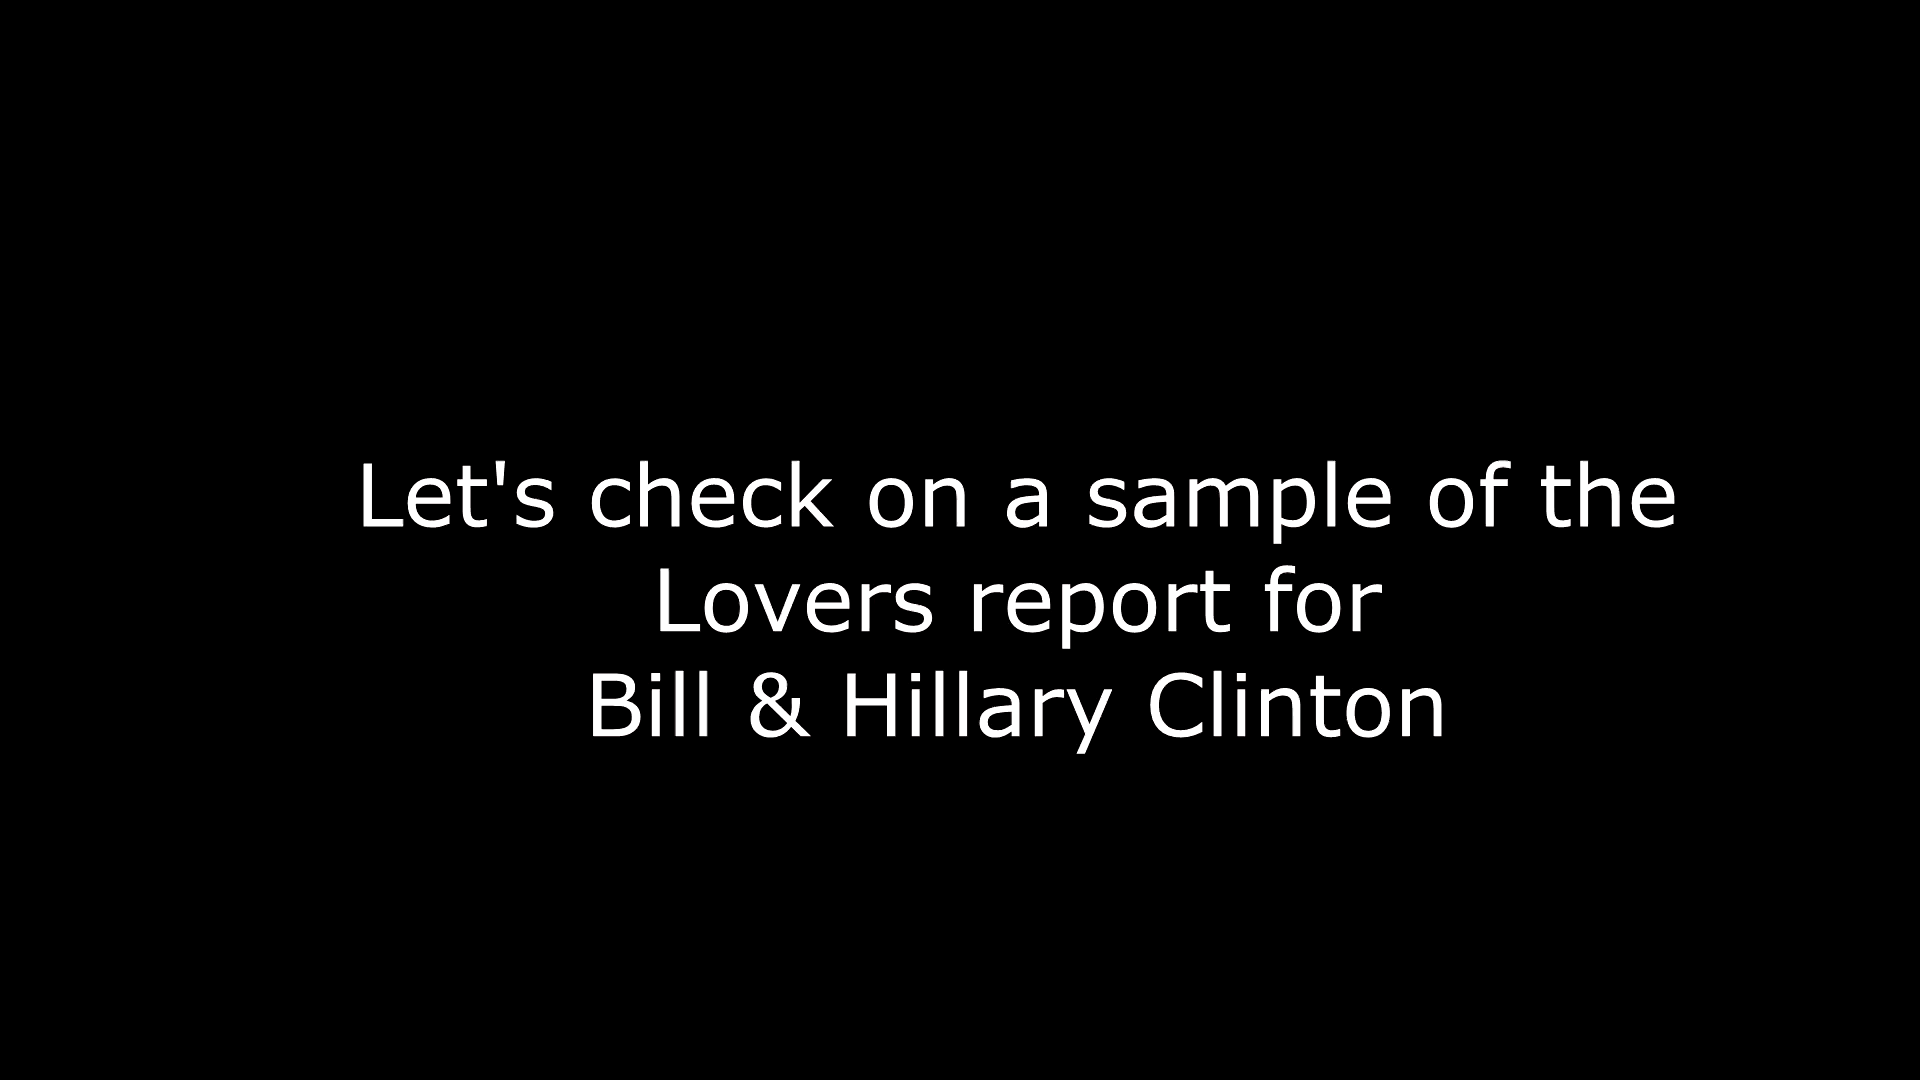 Let's check on a sample of the
Lovers report for
Bill & Hillary Clinton